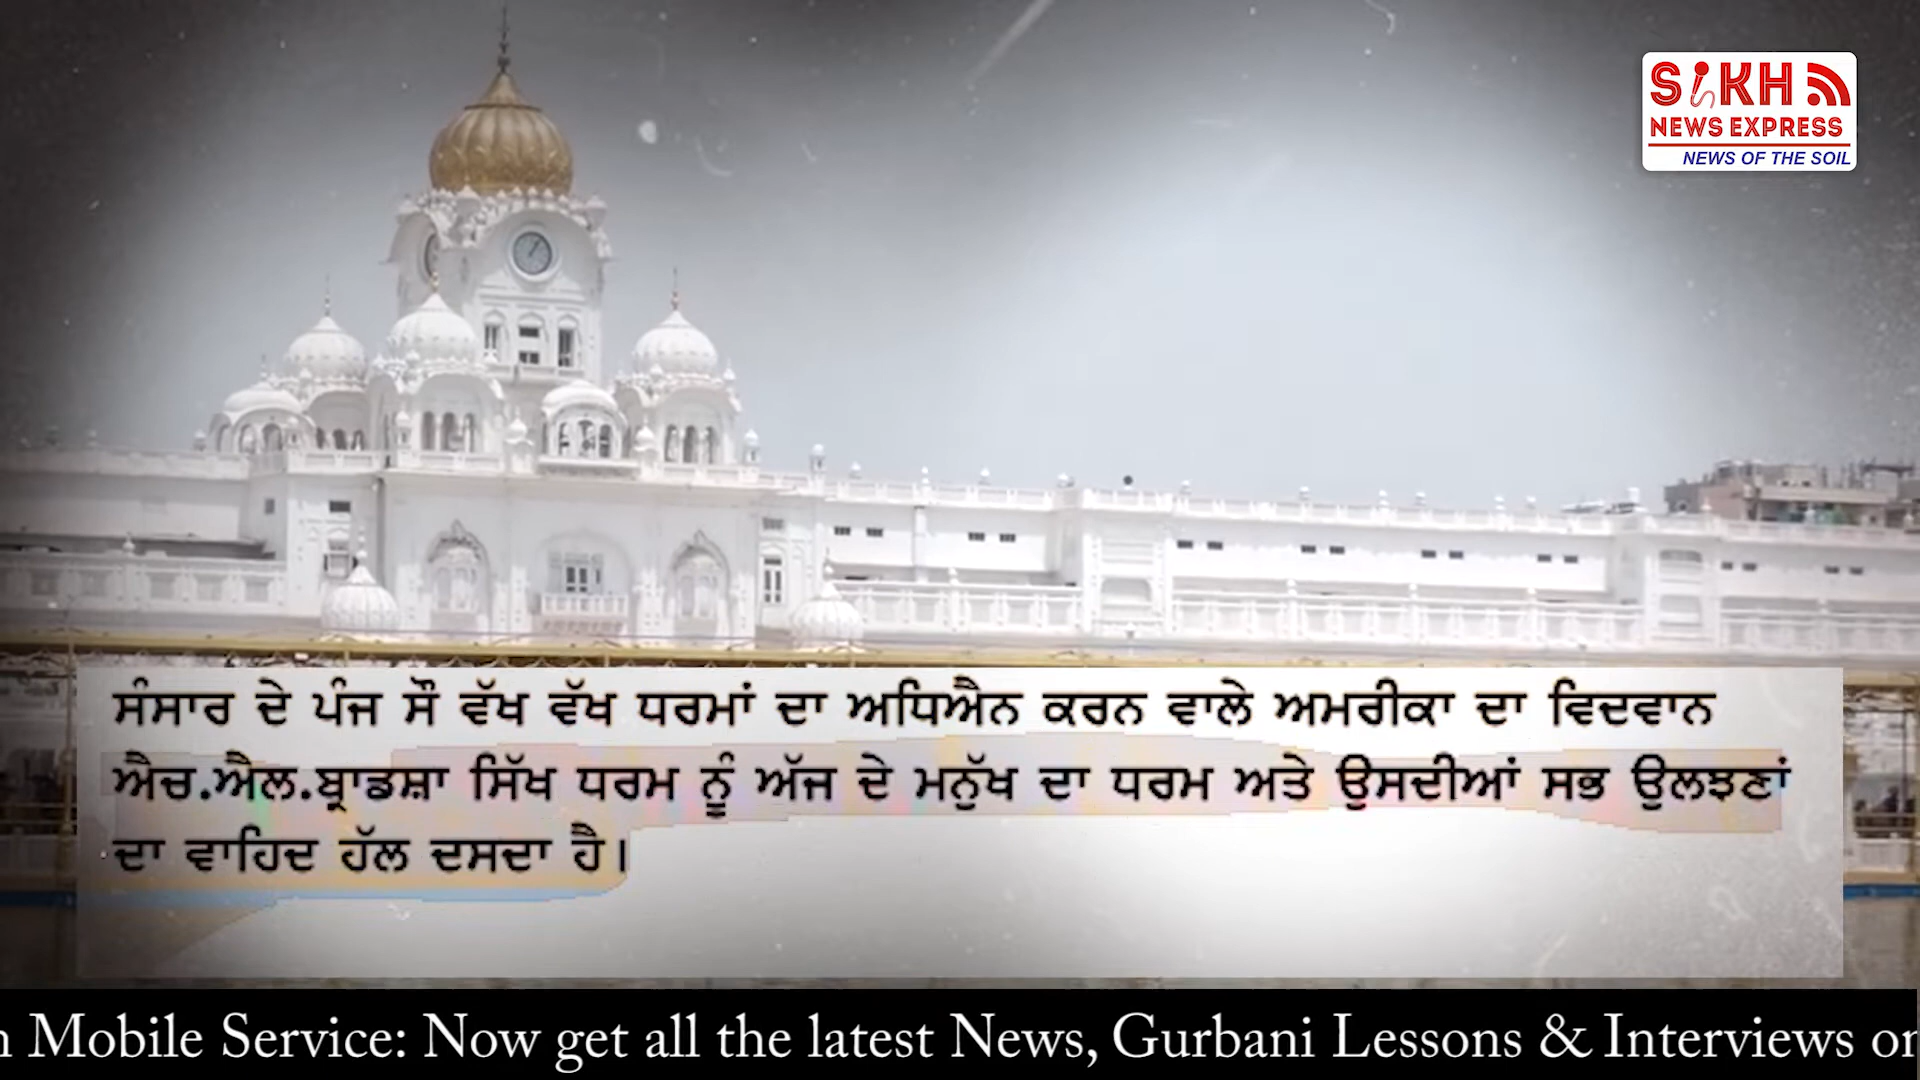 SIKH
NEWS EXPRESS
NEWS OF THE SOIL
ਸੰਸਾਰ ਦੇ ਪੰਜ ਸੌ ਵੱਖ ਵੱਖ ਧਰਮਾਂ ਦਾ ਅਧਿਐਨ ਕਰਨ ਵਾਲੇ ਅਮਰੀਕਾ ਦਾ ਵਿਦਵਾਨ
ਐਚ.ਐਲ.ਬ੍ਰਾਡਸ਼ਾ ਸਿੱਖ ਧਰਮ ਨੂੰ ਅੱਜ ਦੇ ਮਨੁੱਖ ਦਾ ਧਰਮ ਅਤੇ ਉਸਦੀਆਂ ਸਭ ਉਲਝਣਾਂ
ਦਾ ਵਾਹਿਦ ਹੱਲ ਦਸਦਾ ਹੈ।
Mobile Service: Now get all the latest News, Gurbani Lessons & Interviews on